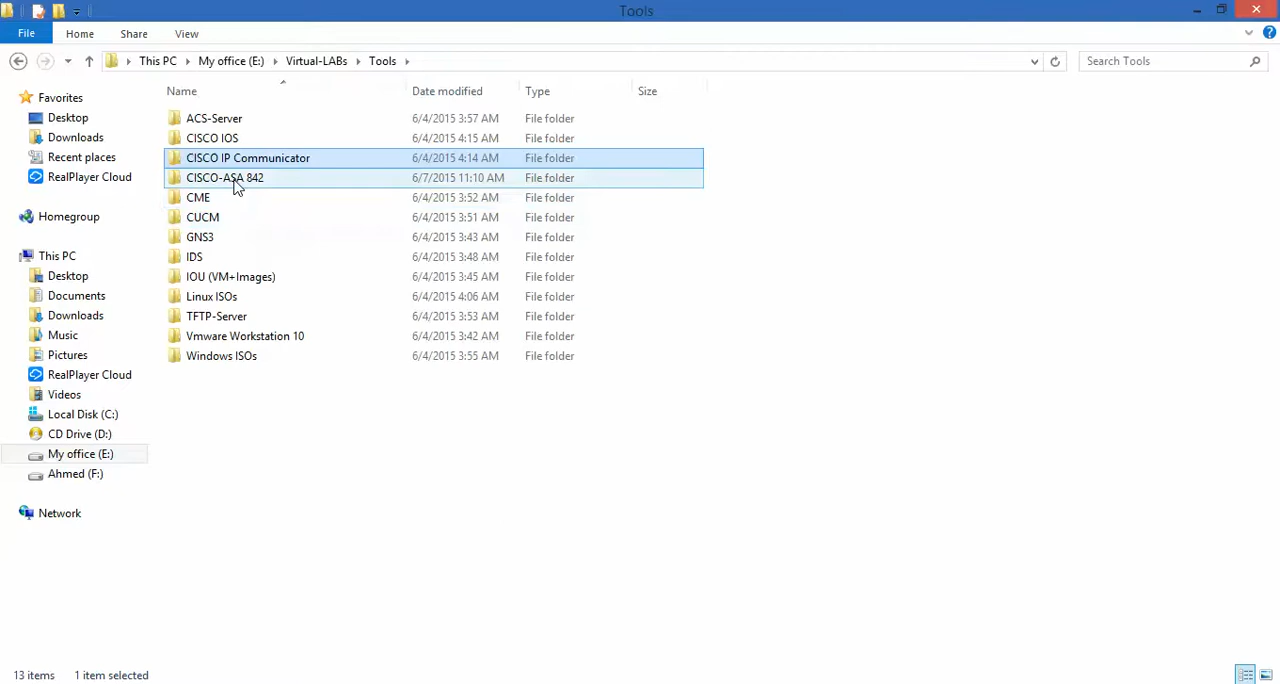 Tools
File Home Share View
This PC My office (E:) Virtual-LABs Tools Search Tools
Name Date modified Type Size
Favorites
Desktop
Downloads
Recent places
RealPlayer Cloud
Homegroup
This PC
Desktop
Documents
Downloads
Music
Pictures
RealPlayer Cloud
Videos
Local Disk (C:)
CD Drive (D:)
My office (E:)
Ahmed (F:)
Network
ACS-Server 6/4/2015 3:57 AM File folder
CISCO IOS 6/4/2015 4:15 AM File folder
CISCO IP Communicator 6/4/2015 4:14 AM File folder
CISCO-ASA 842 6/7/2015 11:10 AM File folder
CME 6/4/2015 3:52 AM File folder
CUCM 6/4/2015 3:51 AM File folder
GNS3 6/4/2015 3:43 AM File folder
IDS 6/4/2015 3:48 AM File folder
IOU (VM+Images) 6/4/2015 3:45 AM File folder
Linux ISOs 6/4/2015 4:06 AM File folder
TFTP-Server 6/4/2015 3:53 AM File folder
Vmware Workstation 10 6/4/2015 3:42 AM File folder
Windows ISOs 6/4/2015 3:55 AM File folder
13 items 1 item selected